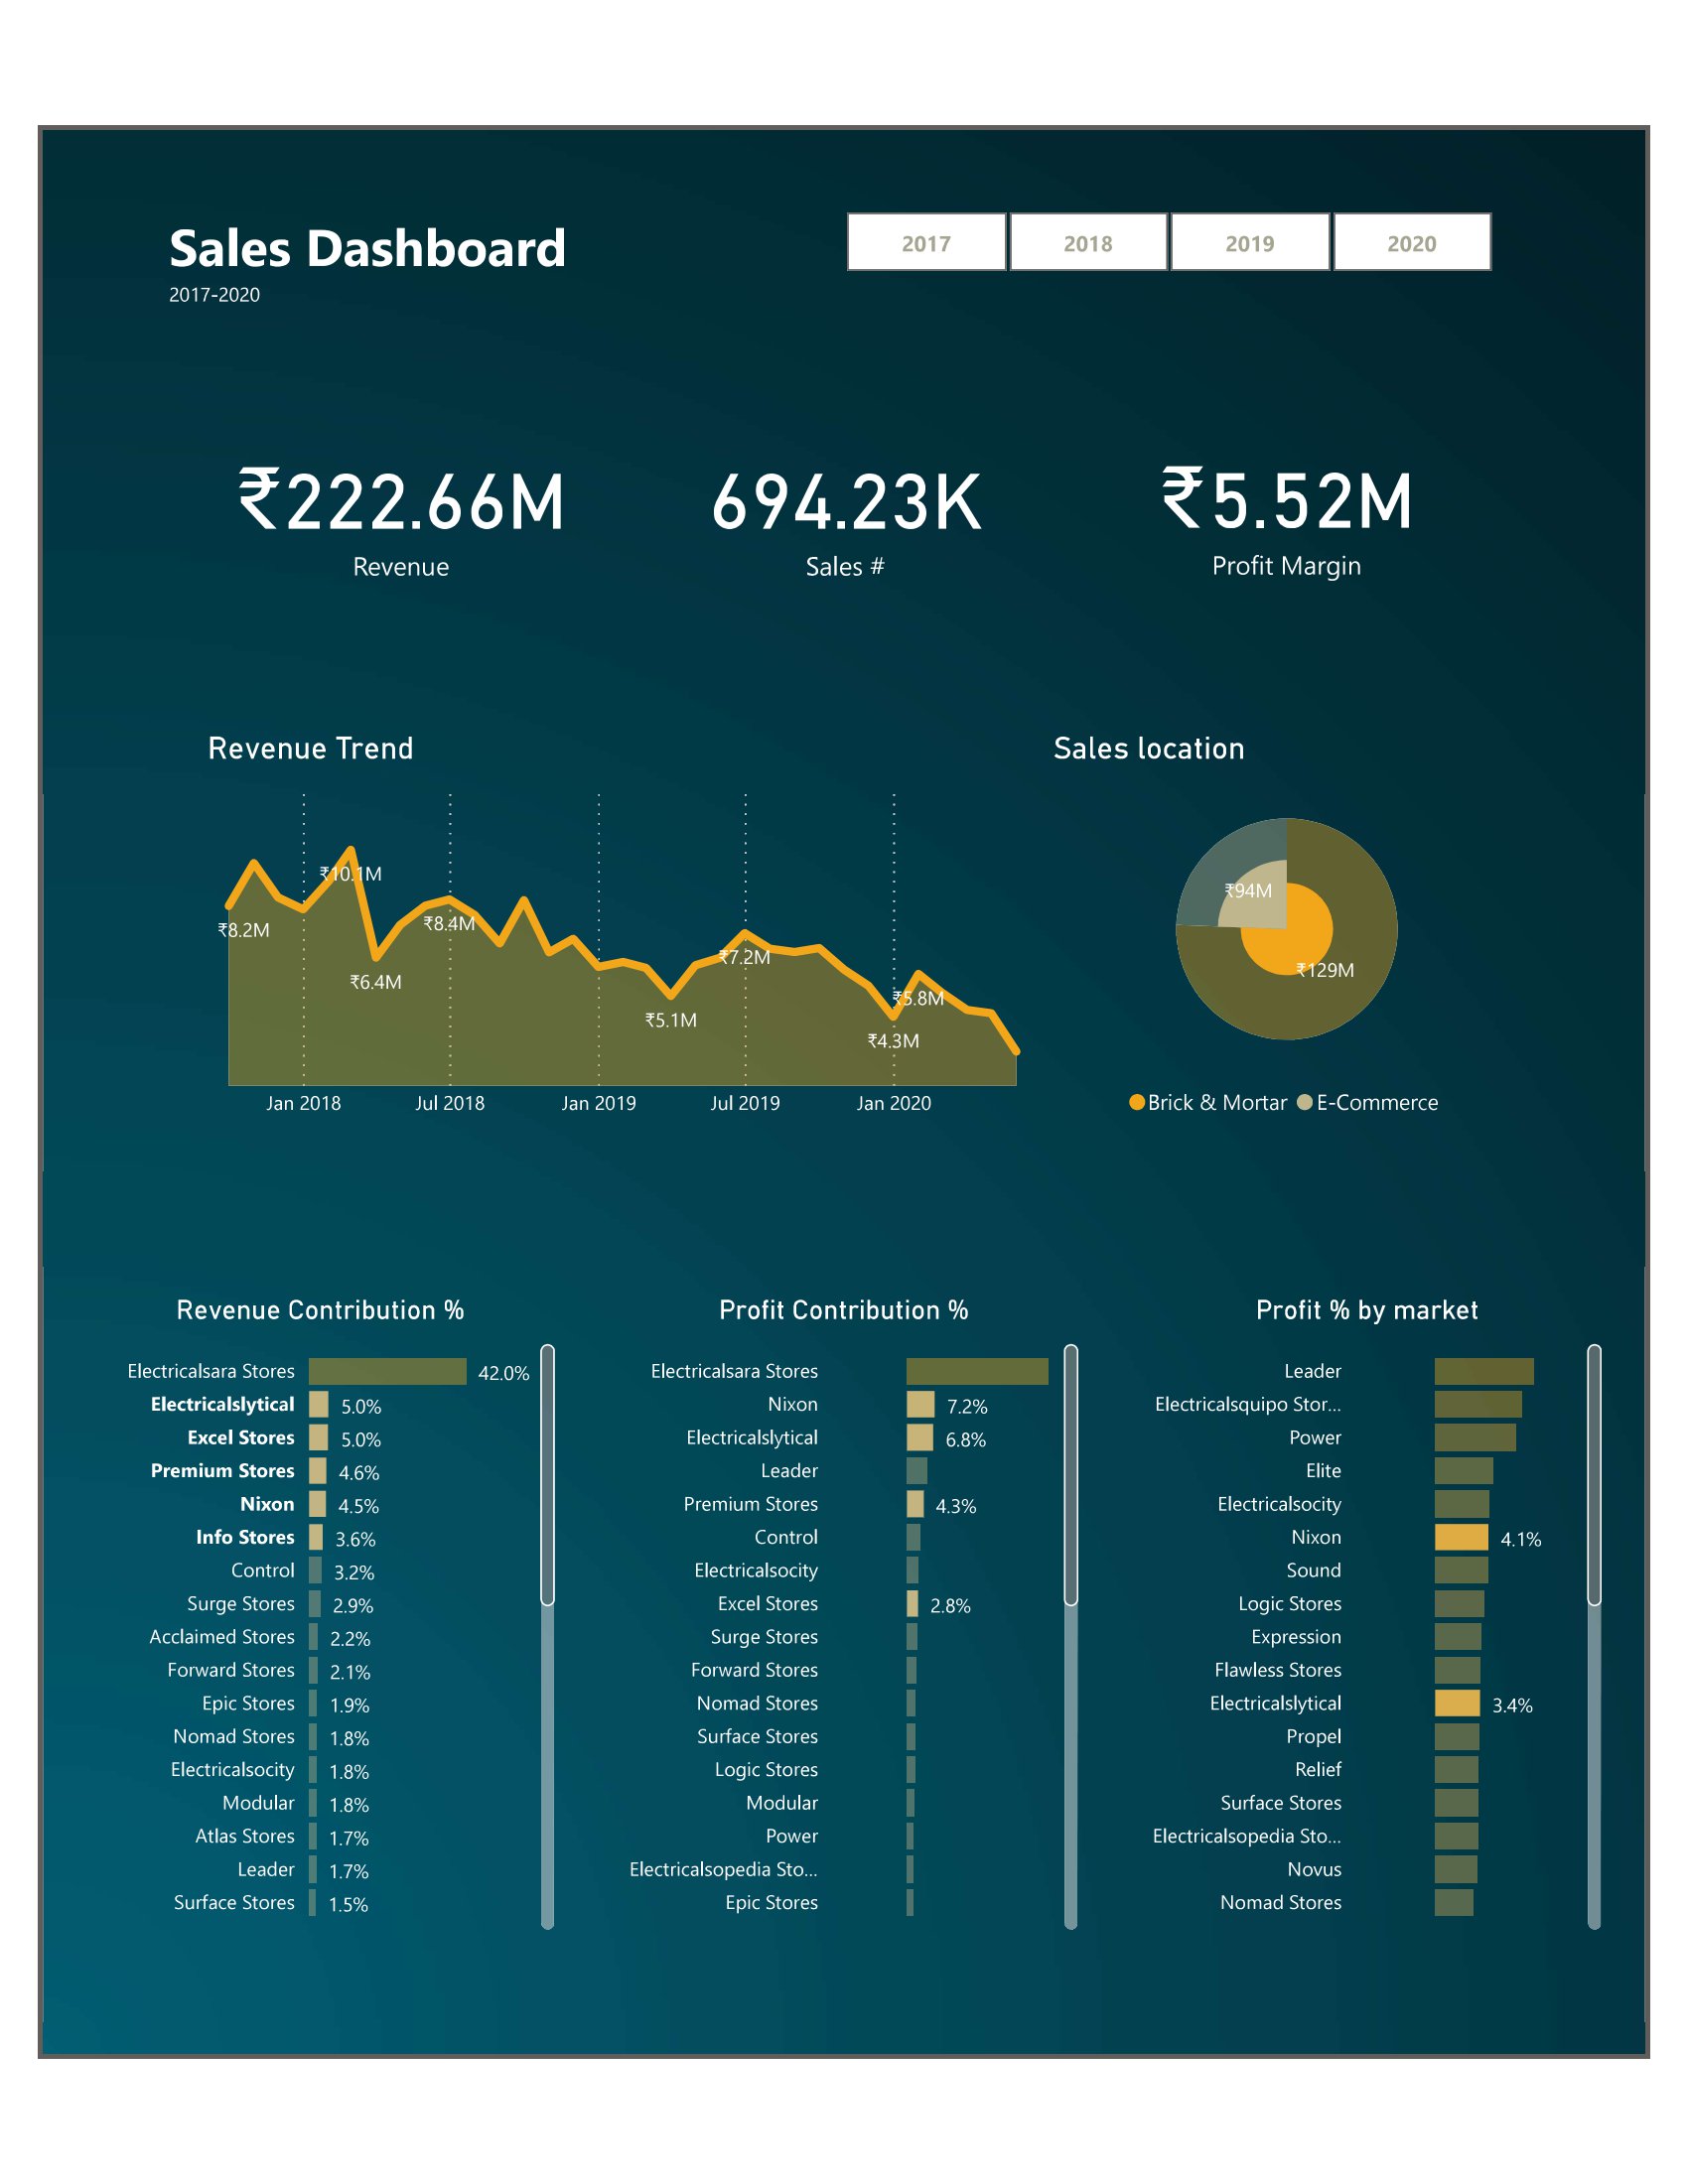 Sales Dashboard
2017-2020
2017 2018 2019 2020
₹222.66M
Revenue
694.23K
Sales #
₹5.52M
Profit Margin
Revenue Trend
₹8.2M
₹10.1M
₹6.4M
₹8.4M
₹5.1M
₹7.2M
₹4.3M
₹5.8M
Jan 2018 Jul 2018 Jan 2019 Jul 2019 Jan 2020
Sales location
₹94M
₹129M
Brick & Mortar E-Commerce
Revenue Contribution %
Electricalsara Stores 42.0%
Electricalslytical 5.0%
Excel Stores 5.0%
Premium Stores 4.6%
Nixon 4.5%
Info Stores 3.6%
Control 3.2%
Surge Stores 2.9%
Acclaimed Stores 2.2%
Forward Stores 2.1%
Epic Stores 1.9%
Nomad Stores 1.8%
Electricalsocity 1.8%
Modular 1.8%
Atlas Stores 1.7%
Leader 1.7%
Surface Stores 1.5%
Profit Contribution %
Electricalsara Stores
Nixon 7.2%
Electricalslytical 6.8%
Leader
Premium Stores 4.3%
Control
Electricalsocity
Excel Stores 2.8%
Surge Stores
Forward Stores
Nomad Stores
Surface Stores
Logic Stores
Modular
Power
Electricalsopedia Sto...
Epic Stores
Profit % by market
Leader
Electricalsquipo Stor...
Power
Elite
Electricalsocity
Nixon 4.1%
Sound
Logic Stores
Expression
Flawless Stores
Electricalslytical 3.4%
Propel
Relief
Surface Stores
Electricalsopedia Sto...
Novus
Nomad Stores